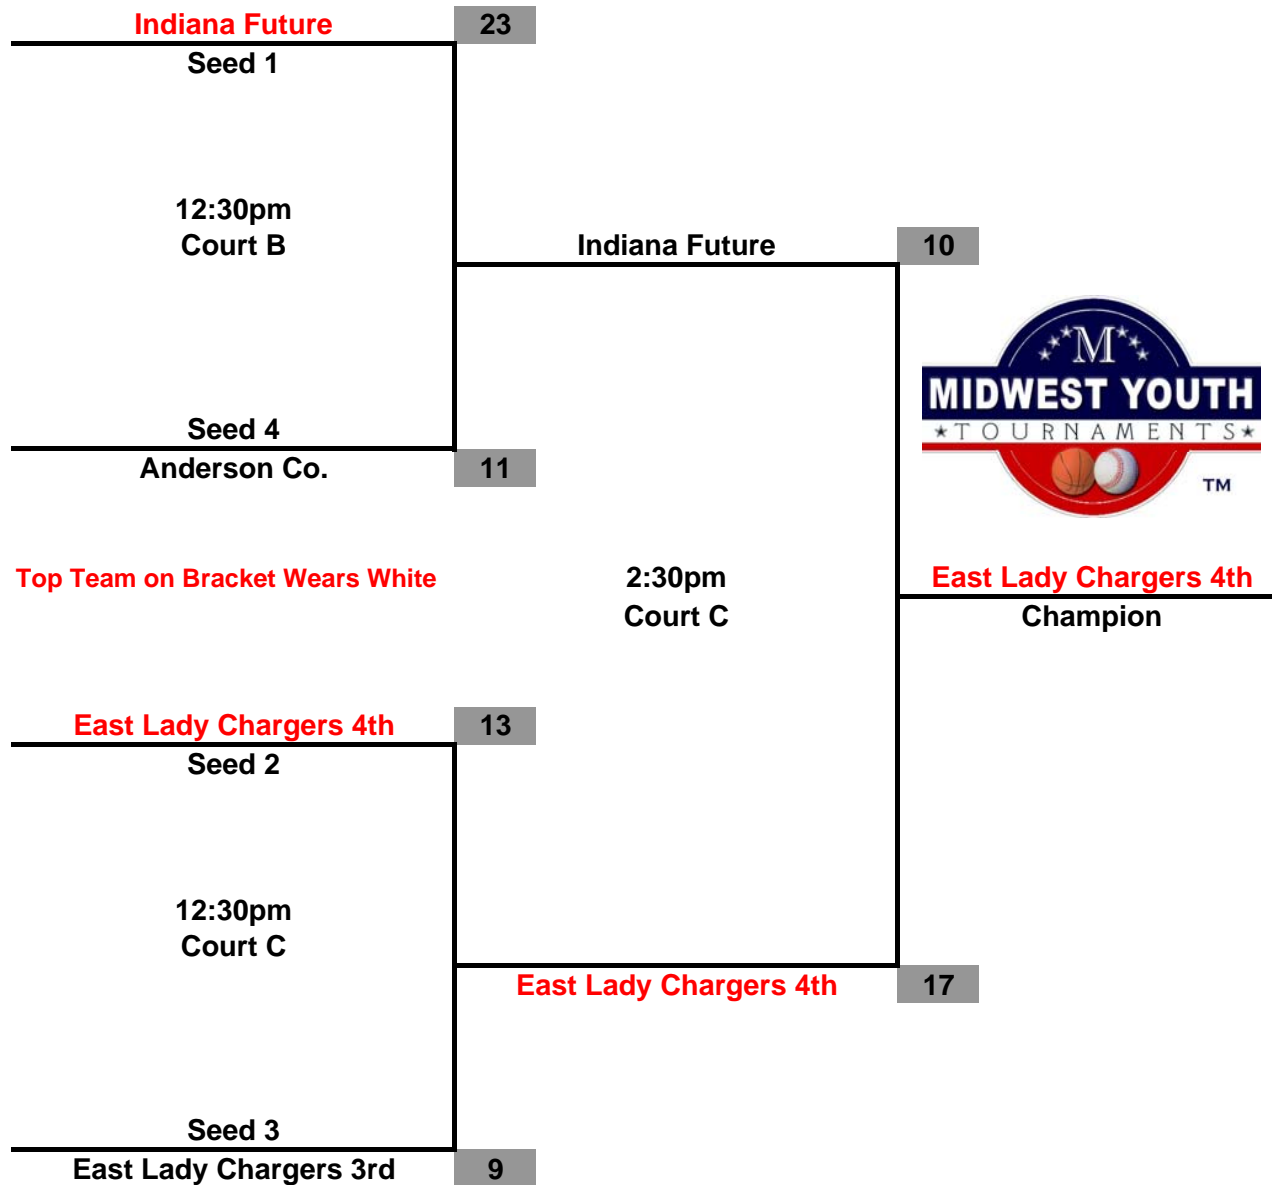 Indiana Future 23
Seed 1
12:30pm
Court B
Indiana Future 10
Seed 4
Anderson Co. 11
M
MIDWEST YOUTH
TOURNAMENTS
TM
Top Team on Bracket Wears White
2:30pm
Court C
East Lady Chargers 4th
Champion
East Lady Chargers 4th 13
Seed 2
12:30pm
Court C
East Lady Chargers 4th 17
Seed 3
East Lady Chargers 3rd 9